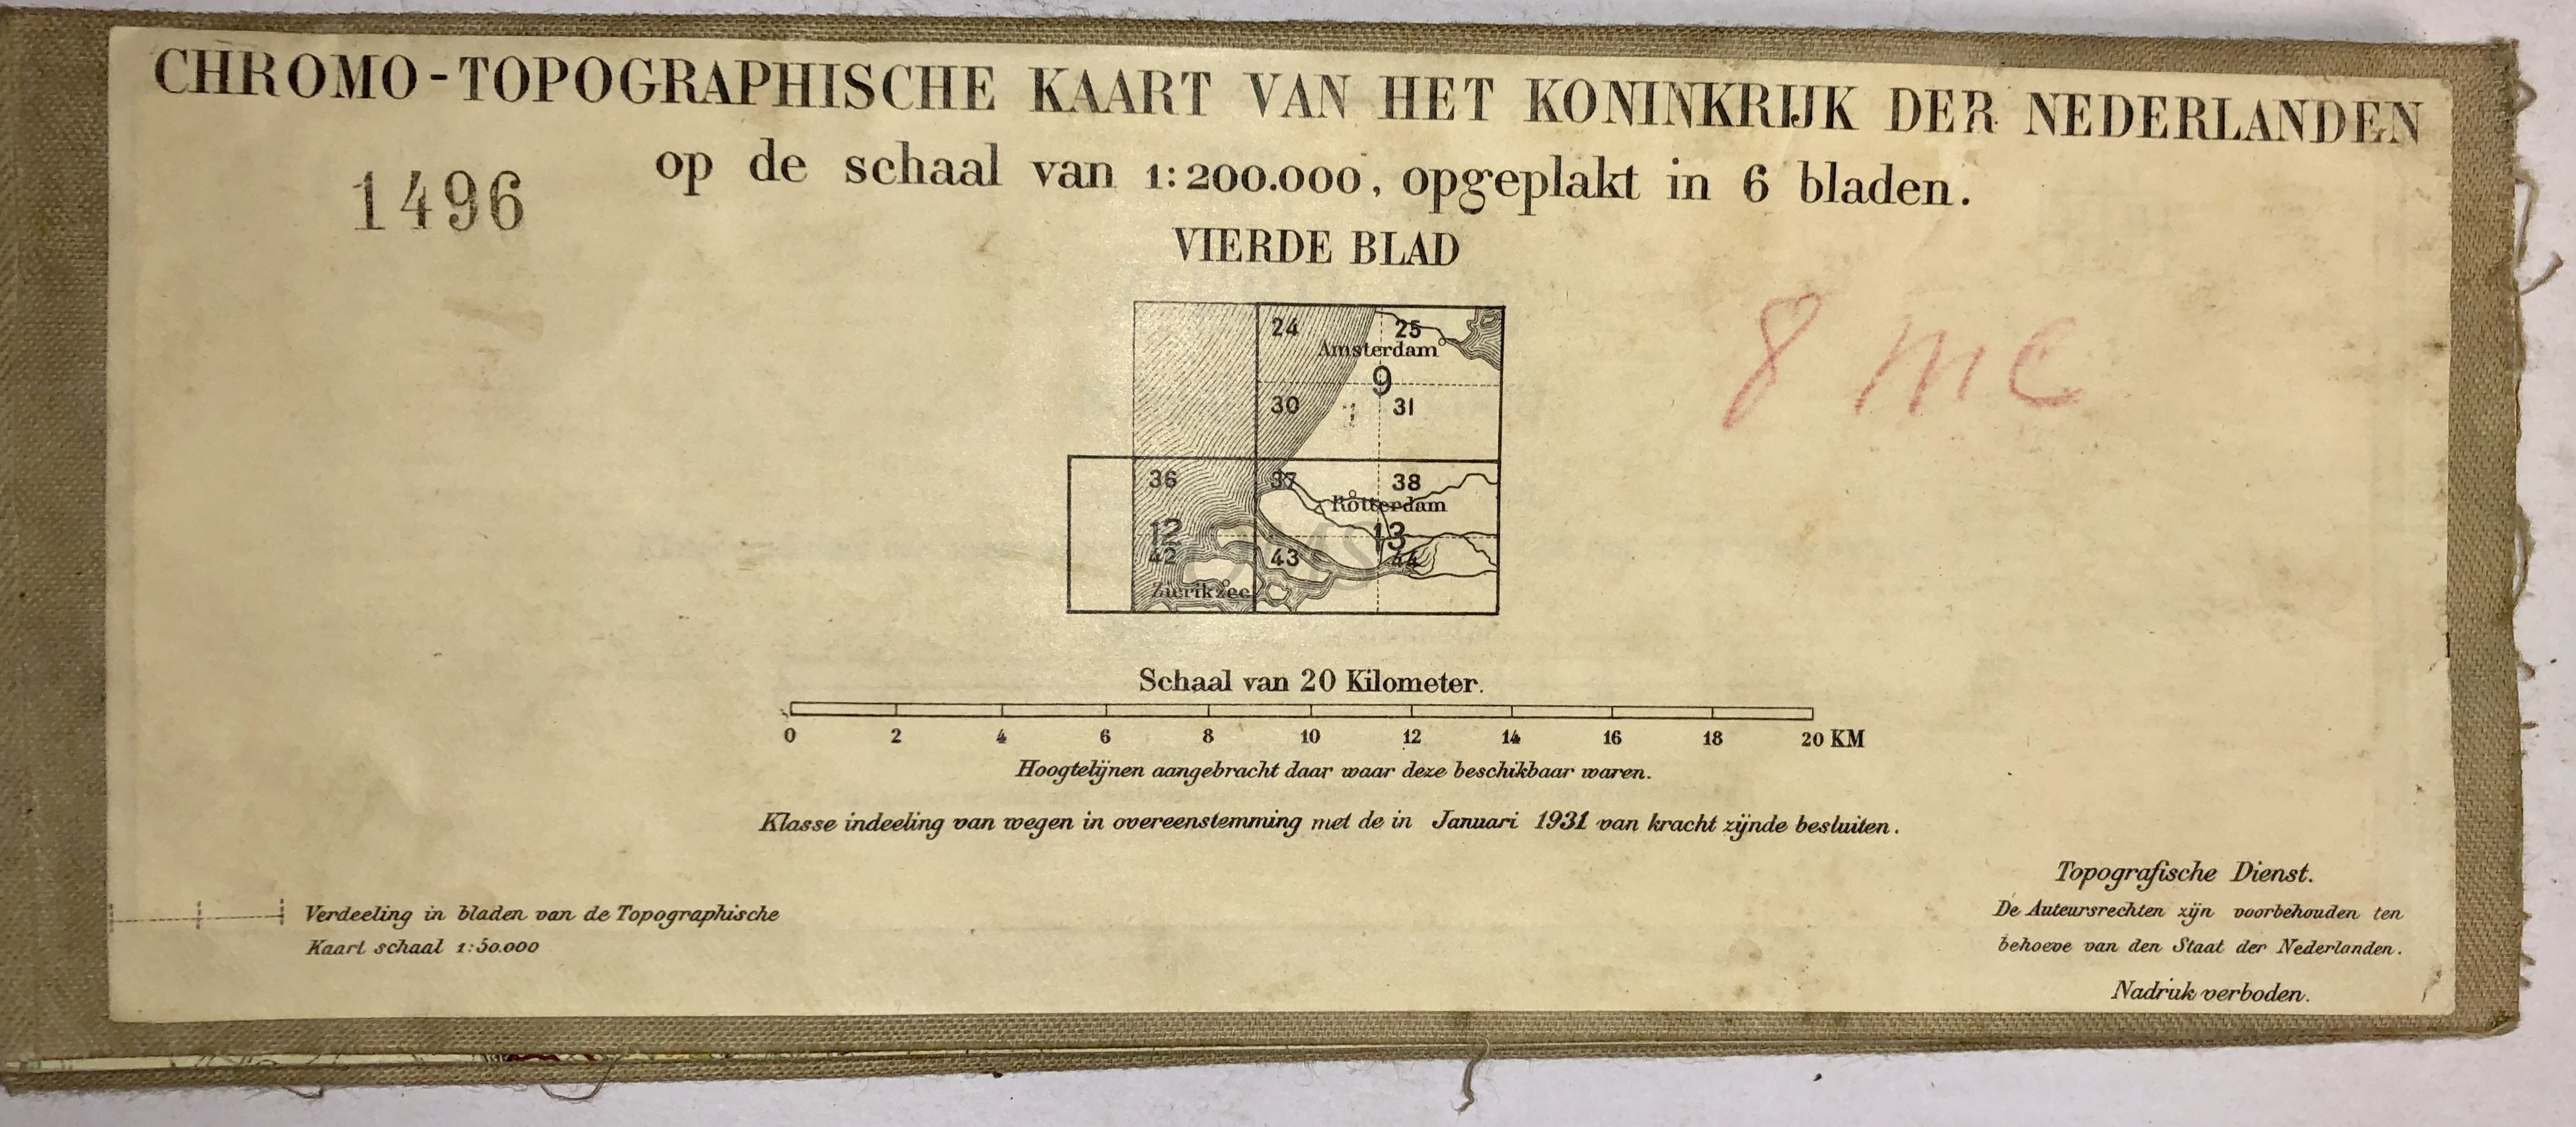 CHROMO-TOPOGRAPHISCHE KAART VAN HET KONINKRIJK DER NEDERLANDEN
op de schaal van 1:200.000, opgeplakt in 6 bladen.
1496
VIERDE BLAD
8 mc
24 25
Amsterdam
9
30 31
36 37 38
Rotterdam
12 13
42 43 44
Zierikzee
Schaal van 20 Kilometer.
0 2 4 6 8 10 12 14 16 18 20 KM
Hoogtelijnen aangebracht daar waar deze beschikbaar waren.
Klasse indeeling van wegen in overeenstemming met de in Januari 1931 van kracht zijnde besluiten.
Verdeeling in bladen van de Topographische
Kaart schaal 1:50.000
Topografische Dienst.
De Auteursrechten zijn voorbehouden ten
behoeve van den Staat der Nederlanden.
Nadruk verboden.